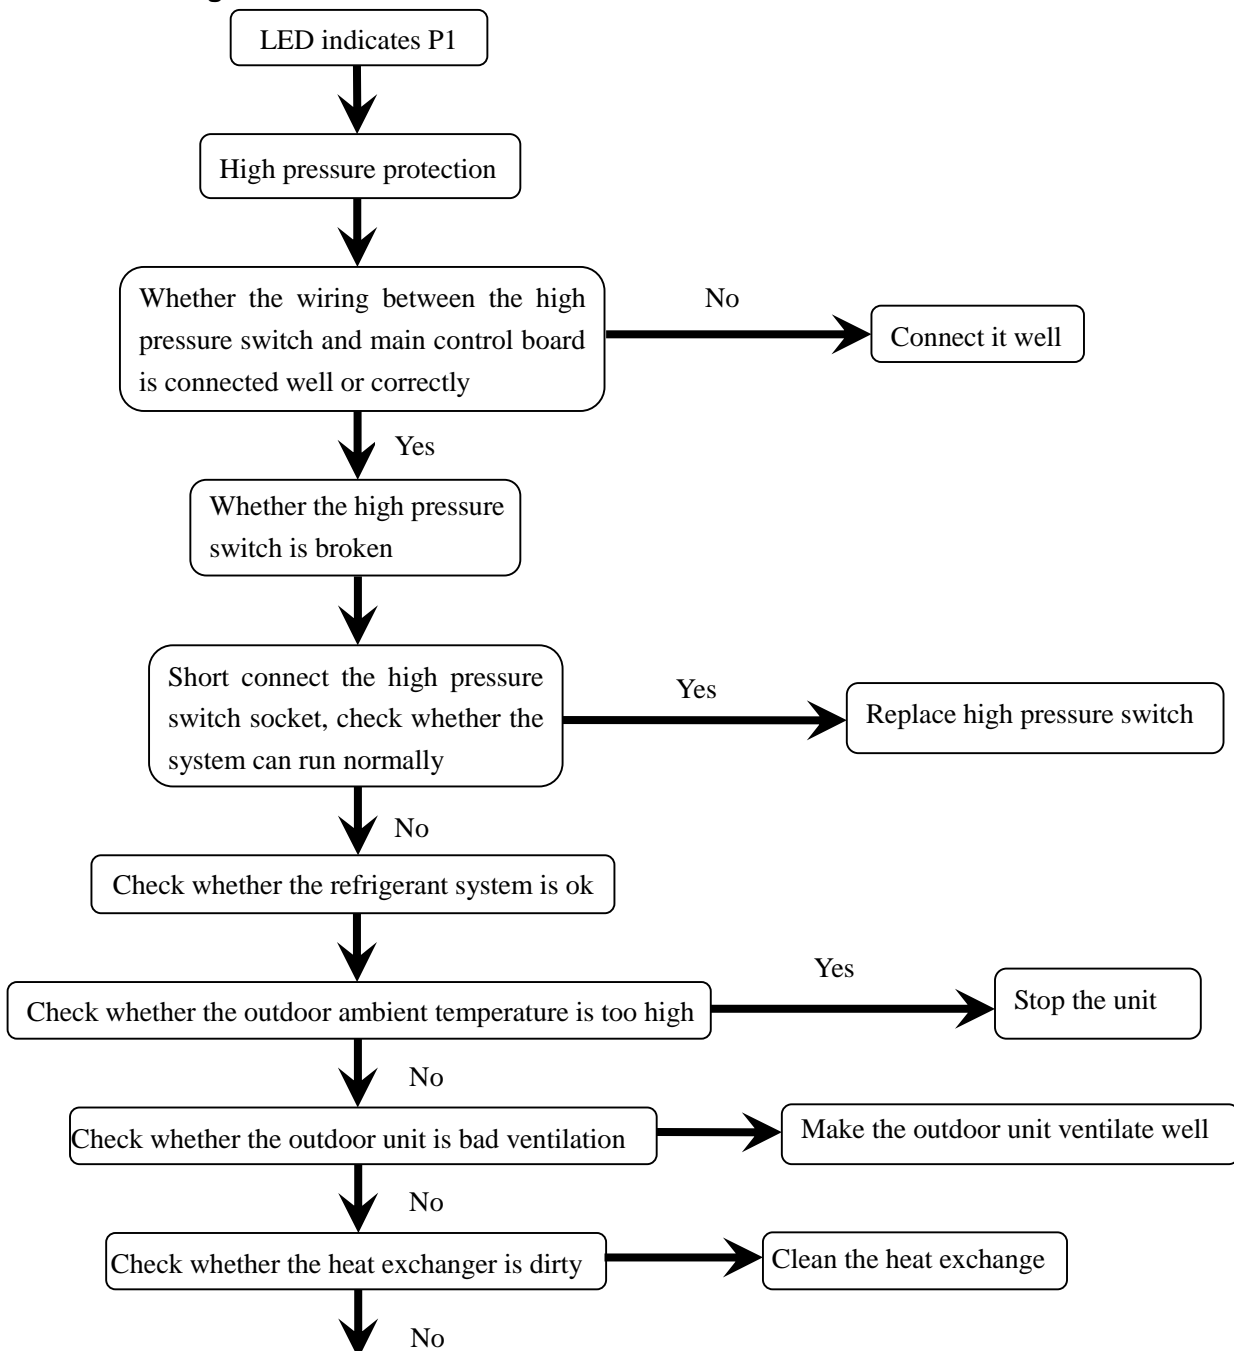 LED indicates P1
High pressure protection
Whether the wiring between the high
pressure switch and main control board
is connected well or correctly
No
Connect it well
Yes
Whether the high pressure
switch is broken
Short connect the high pressure
switch socket, check whether the
system can run normally
Yes
Replace high pressure switch
No
Check whether the refrigerant system is ok
Check whether the outdoor ambient temperature is too high
Yes
Stop the unit
No
Check whether the outdoor unit is bad ventilation
Make the outdoor unit ventilate well
No
Check whether the heat exchanger is dirty
Clean the heat exchange
No